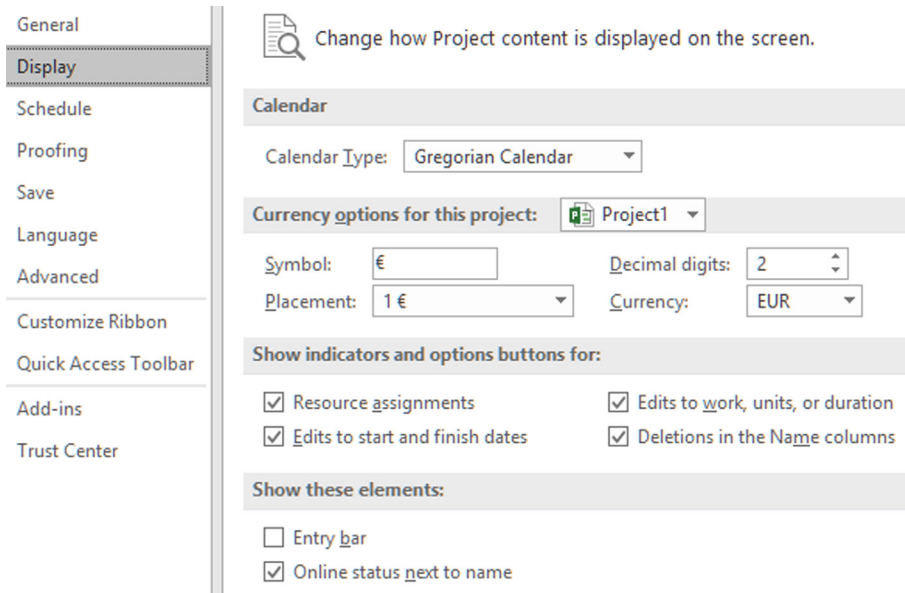 General
Display
Schedule
Proofing
Save
Language
Advanced
Customize Ribbon
Quick Access Toolbar
Add-ins
Trust Center
Change how Project content is displayed on the screen.
Calendar
Calendar Type: Gregorian Calendar
Currency options for this project: Project1
Symbol: € Decimal digits: 2
Placement: 1 € Currency: EUR
Show indicators and options buttons for:
Resource assignments Edits to work, units, or duration
Edits to start and finish dates Deletions in the Name columns
Show these elements:
Entry bar
Online status next to name